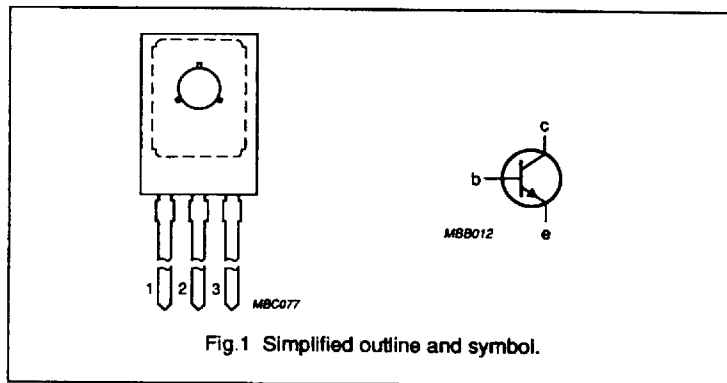 c
b
MBB012
e
1 2 3
MBC077
Fig.1 Simplified outline and symbol.